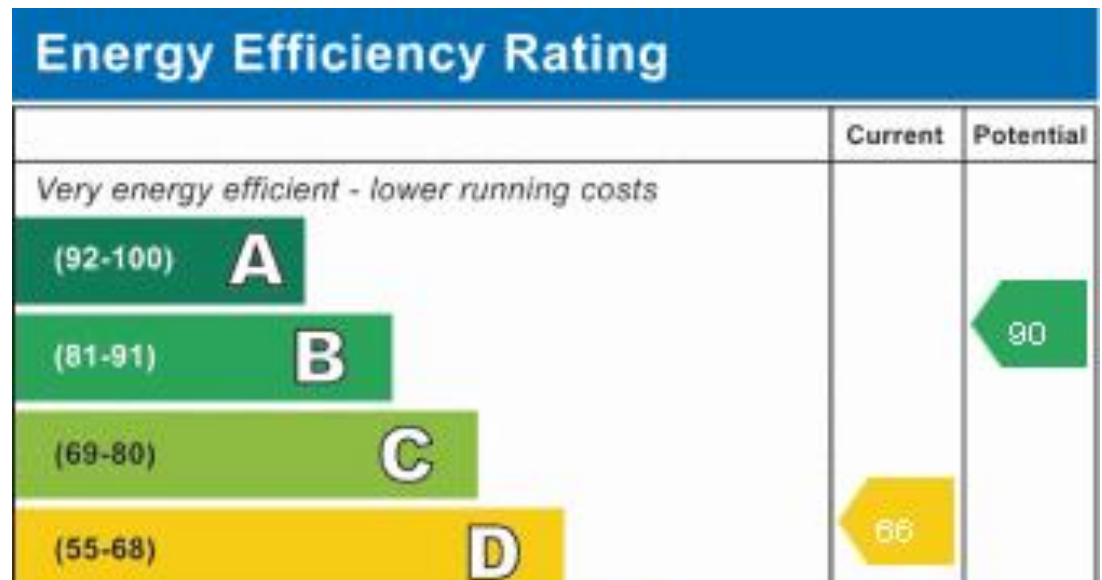 Energy Efficiency Rating
Current Potential
Very energy efficient - lower running costs
(92-100) A
(81-91) B
90
(69-80) C
(55-68) D
66